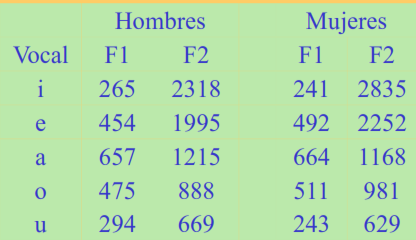 Hombres Mujeres
Vocal F1 F2 F1 F2
i 265 2318 241 2835
e 454 1995 492 2252
a 657 1215 664 1168
o 475 888 511 981
u 294 669 243 629